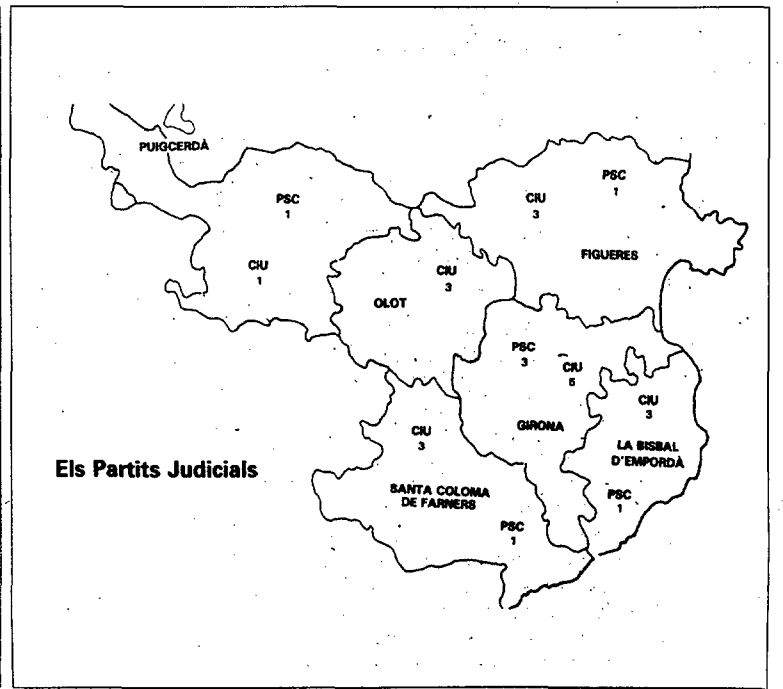 PUIGCERDÀ
PSC
1
CIU
1
CIU
3
OLOT
CIU
3
PSC
1
FIGUERES
PSC
3
CIU
5
GIRONA
CIU
3
LA BISBAL
D'EMPORDÀ
PSC
1
CIU
3
SANTA COLOMA
DE FARNERS
PSC
1
Els Partits Judicials